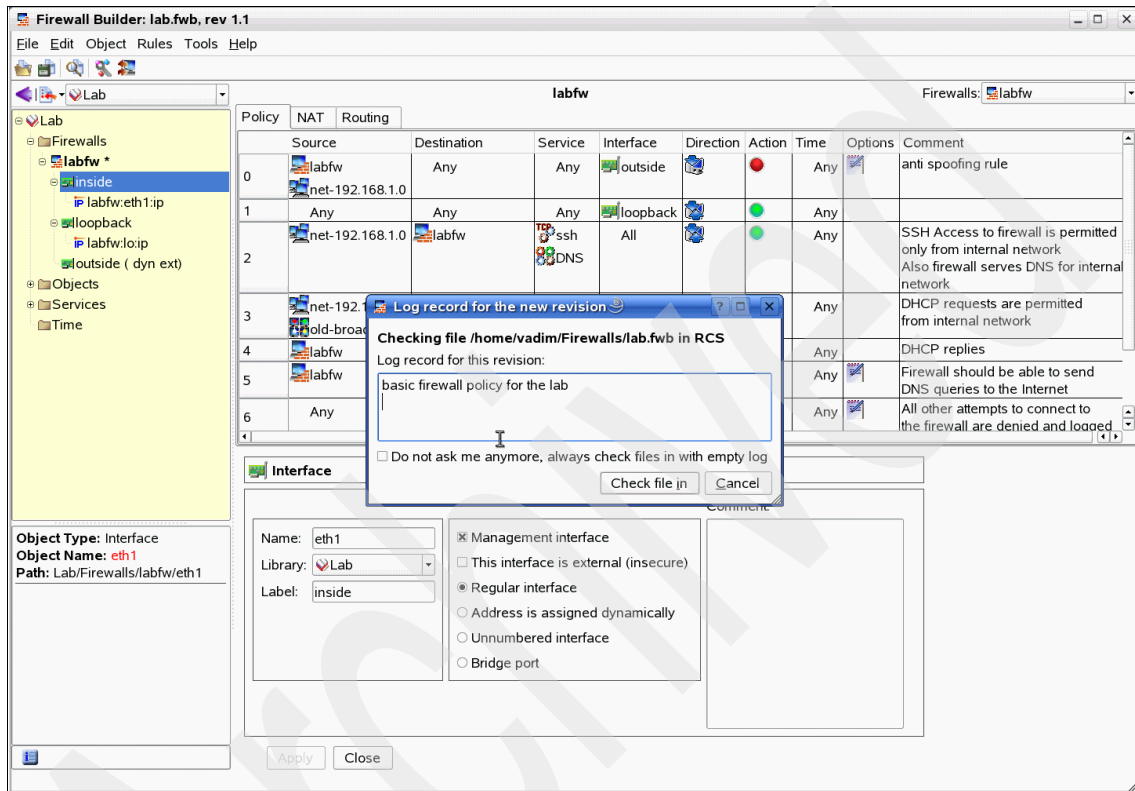 Firewall Builder: lab.fwb, rev 1.1
File Edit Object Rules Tools Help
Lab
labfw
Firewalls: labfw
Lab
Firewalls
labfw *
inside
labfw:eth1:ip
loopback
labfw:lo:ip
outside ( dyn ext)
Objects
Services
Time
Policy NAT Routing
Source Destination Service Interface Direction Action Time Options Comment
0 labfw Any Any outside Any anti spoofing rule
net-192.168.1.0
1 Any Any Any loopback Any
2 net-192.168.1.0 labfw TCP ssh All Any SSH Access to firewall is permitted
DNS only from internal network
Also firewall serves DNS for internal
network
3 net-192.1 Any DHCP requests are permitted
old-broad from internal network
4 labfw Any DHCP replies
5 labfw Any Firewall should be able to send
DNS queries to the Internet
6 Any Any All other attempts to connect to
the firewall are denied and logged
Log record for the new revision
Checking file /home/vadim/Firewalls/lab.fwb in RCS
Log record for this revision:
basic firewall policy for the lab
Do not ask me anymore, always check files in with empty log
Check file in Cancel
Interface
Comment:
Name: eth1
Library: Lab
Label: inside
Management interface
This interface is external (insecure)
Regular interface
Address is assigned dynamically
Unnumbered interface
Bridge port
Object Type: Interface
Object Name: eth1
Path: Lab/Firewalls/labfw/eth1
Apply Close